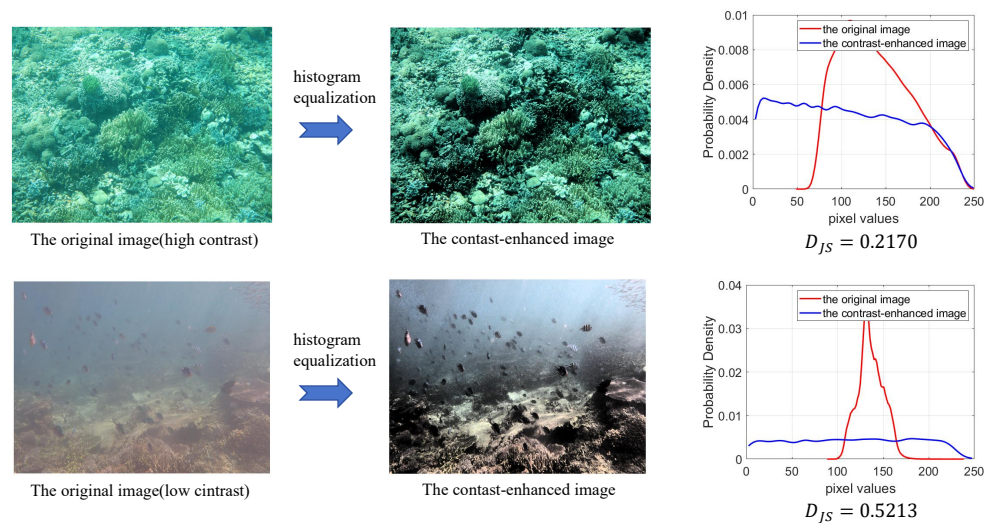 histogram
equalization
The original image(high contrast)
The contast-enhanced image
0.01
0.008
0.006
0.004
0.002
0
Probability Density
the original image
the contrast-enhanced image
0 50 100 150 200 250
pixel values
D_JS = 0.2170
histogram
equalization
The original image(low cintrast)
The contast-enhanced image
0.04
0.03
0.02
0.01
0
Probability Density
the original image
the contrast-enhanced image
0 50 100 150 200 250
pixel values
D_JS = 0.5213